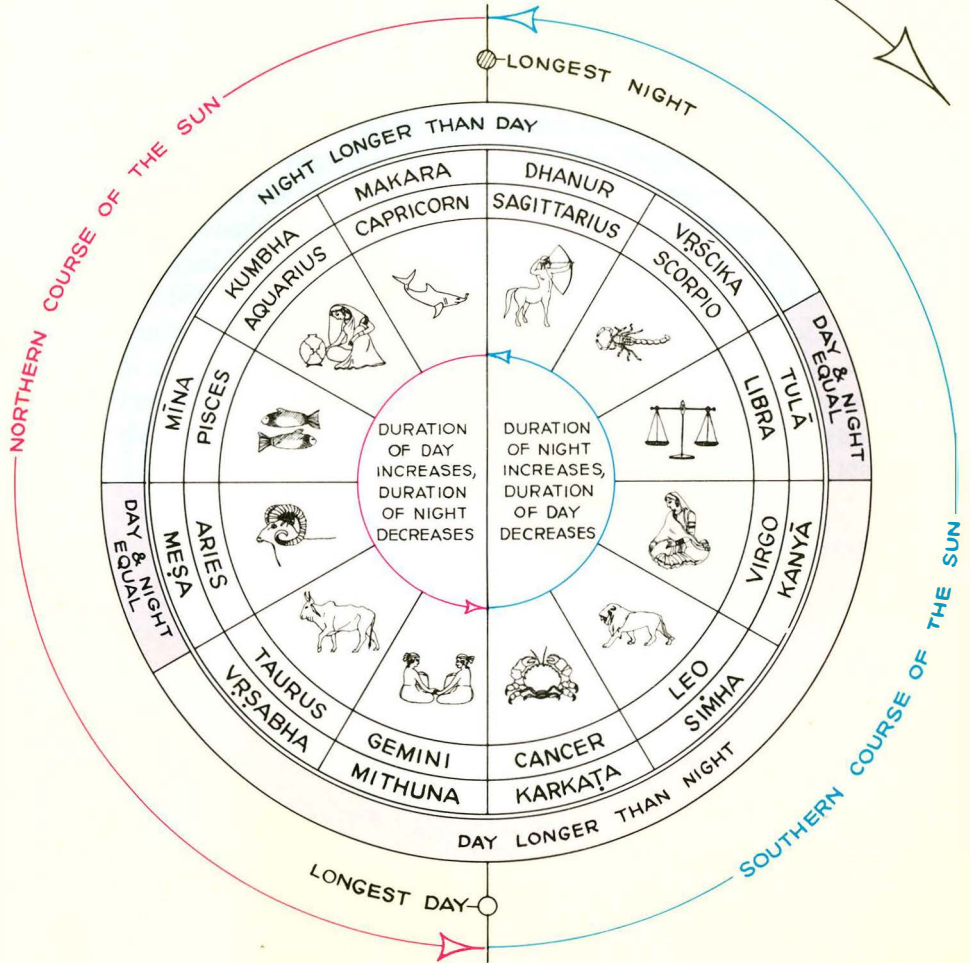 LONGEST NIGHT
NORTHERN COURSE OF THE SUN
SOUTHERN COURSE OF THE SUN
NIGHT LONGER THAN DAY
MAKARA
CAPRICORN
DHANUR
SAGITTARIUS
VṚŚCIKA
SCORPIO
TULĀ
LIBRA
DAY & NIGHT
EQUAL
KUMBHA
AQUARIUS
MĪNA
PISCES
DURATION
OF DAY
INCREASES,
DURATION
OF NIGHT
DECREASES
DURATION
OF NIGHT
INCREASES,
DURATION
OF DAY
DECREASES
DAY & NIGHT
EQUAL
MEṢA
ARIES
VIRGO
KANYĀ
TAURUS
VṚṢABHA
GEMINI
MITHUNA
CANCER
KARKAṬA
LEO
SIṀHA
DAY LONGER THAN NIGHT
LONGEST DAY